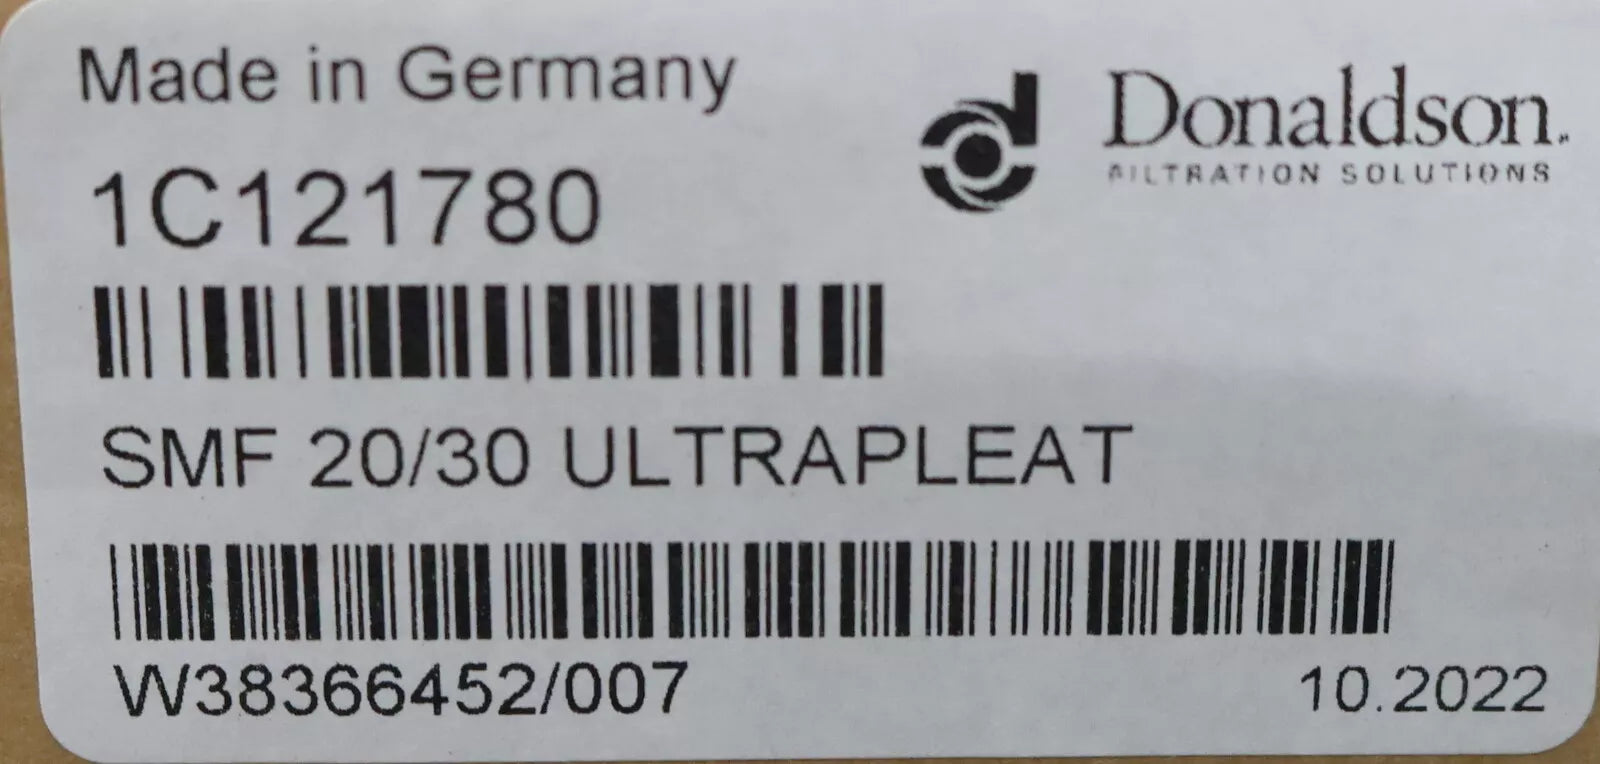 Made in Germany
Donaldson.
FILTRATION SOLUTIONS
1C121780
SMF 20/30 ULTRAPLEAT
W38366452/007
10.2022